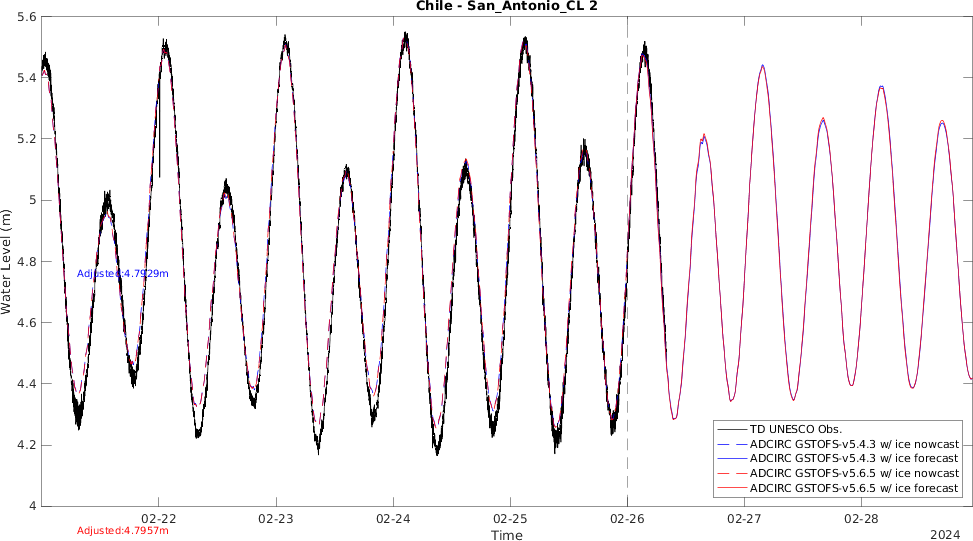 Chile - San_Antonio_CL 2
5.6
5.4
5.2
5
4.8
4.6
4.4
4.2
4
Water Level (m)
Adjusted:4.7929m
Adjusted:4.7957m
TD UNESCO Obs.
ADCIRC GSTOFS-v5.4.3 w/ ice nowcast
ADCIRC GSTOFS-v5.4.3 w/ ice forecast
ADCIRC GSTOFS-v5.6.5 w/ ice nowcast
ADCIRC GSTOFS-v5.6.5 w/ ice forecast
02-22 02-23 02-24 02-25 02-26 02-27 02-28
Time
2024